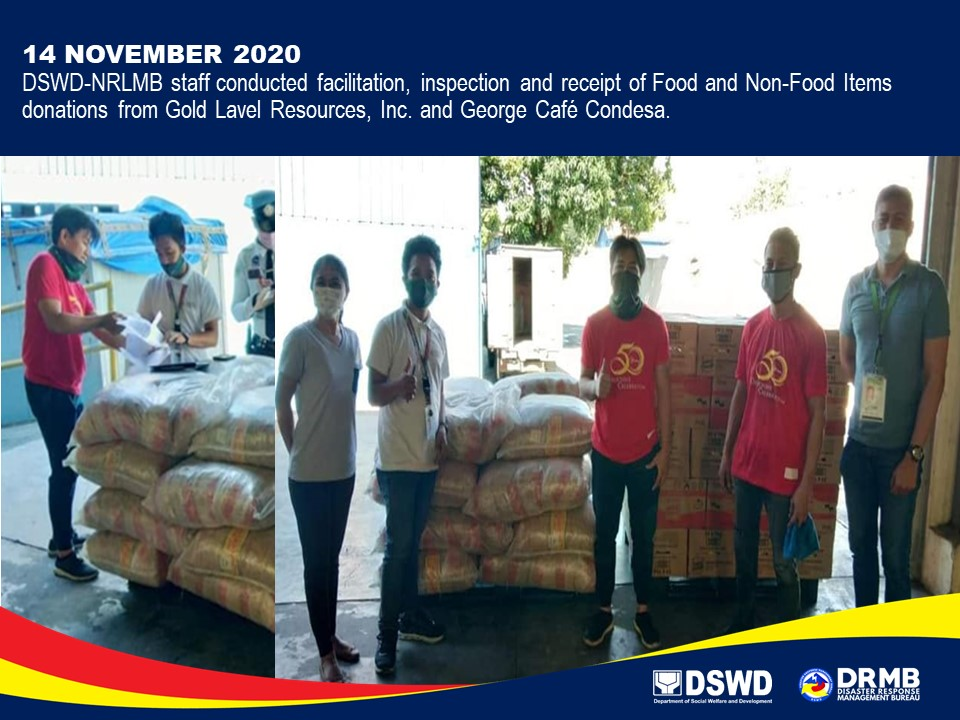 14 NOVEMBER 2020
DSWD-NRLMB staff conducted facilitation, inspection and receipt of Food and Non-Food Items
donations from Gold Lavel Resources, Inc. and George Café Condesa.
50
50
DSWD
Department of Social Welfare and Development
DRMB
DISASTER RESPONSE
MANAGEMENT BUREAU